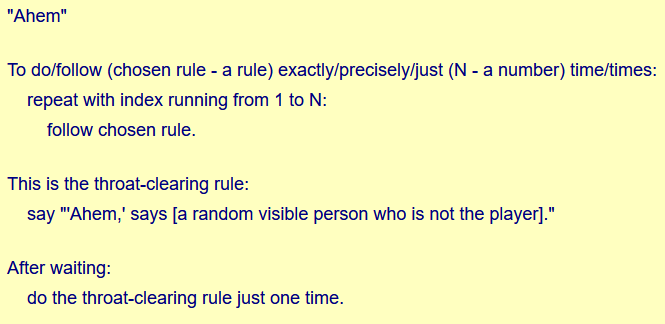 "Ahem"
To do/follow (chosen rule - a rule) exactly/precisely/just (N - a number) time/times:
repeat with index running from 1 to N:
follow chosen rule.
This is the throat-clearing rule:
say "'Ahem,' says [a random visible person who is not the player]."
After waiting:
do the throat-clearing rule just one time.